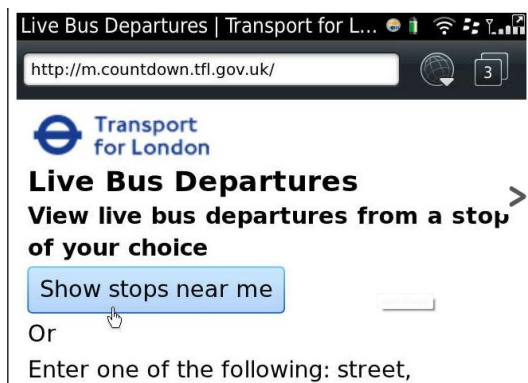 Live Bus Departures | Transport for L...
http://m.countdown.tfl.gov.uk/
3
Transport
for London
Live Bus Departures
View live bus departures from a stop
of your choice
Show stops near me
Or
Enter one of the following: street,